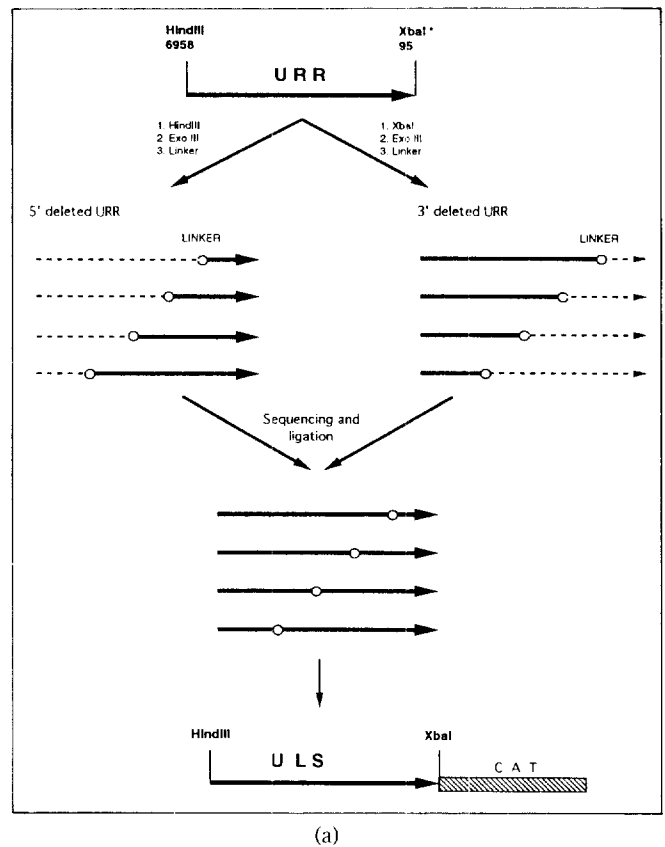 HindIII
6958
XbaI *
95
URR
1. HindIII
2 Exo III
3. Linker
1. XbaI
2. Exo III
3. Linker
5' deleted URR
3' deleted URR
LINKER
LINKER
Sequencing and
ligation
HindIII
XbaI
ULS
CAT
(a)